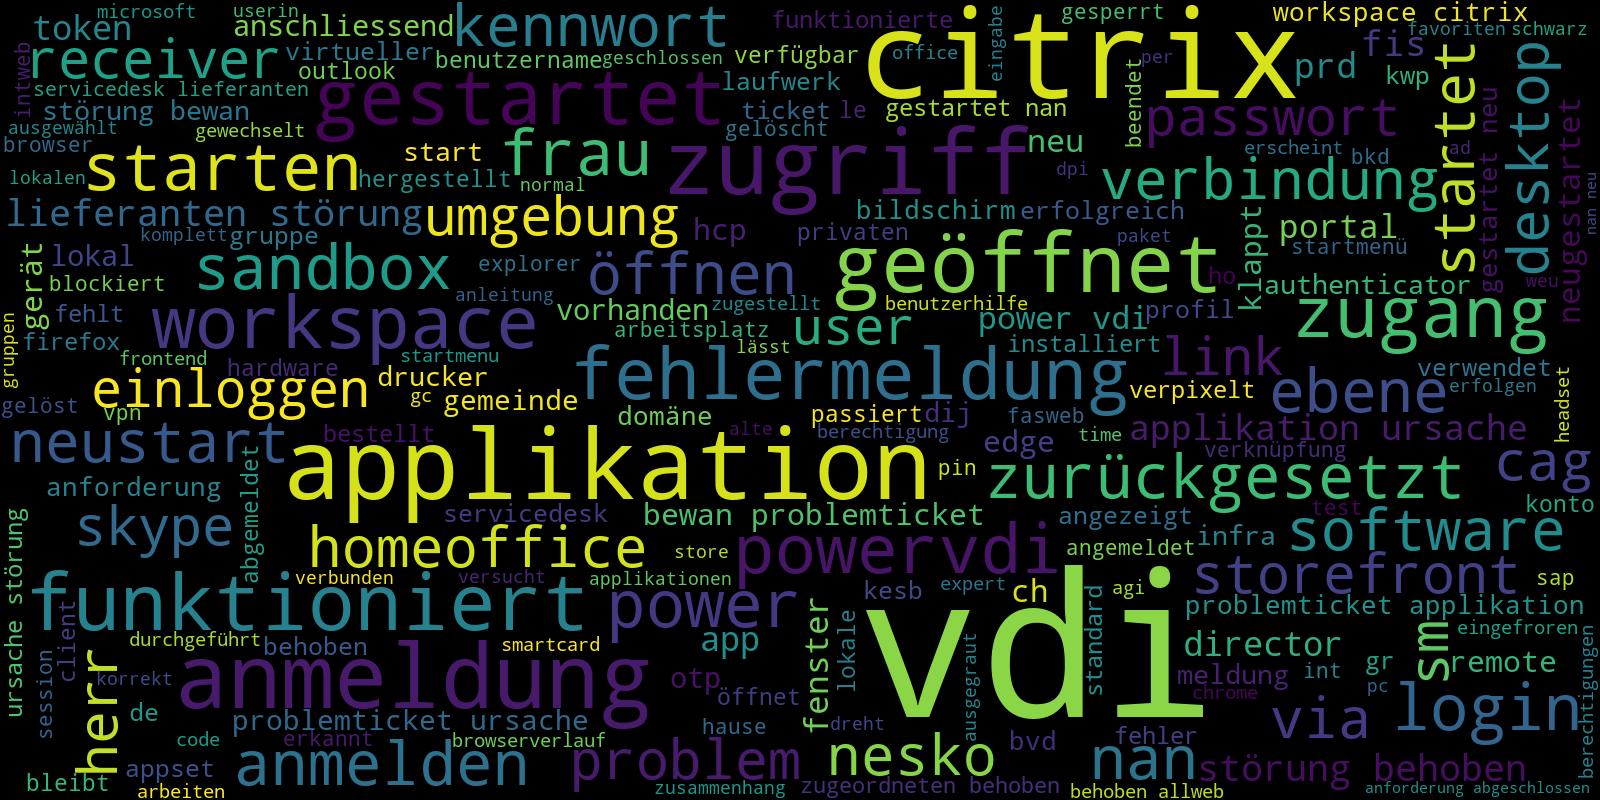 microsoft
userin
token
anschliessend
kennwort
funktionierte
citrix
gesperrt
workspace citrix
favoriten
schwarz
receiver
virtueller
benutzername
geschlossen
verfügbar
office
eingabe
prd
fis
per
kwp
intweb
outlook
servicedesk lieferanten
gestartet
laufwerk
beendet
störung bewan
ticket
le
gestartet nan
passwort
startet
desktop
ausgewählt
gewechselt
gelöscht
browser
starten
start
frau
zugriff
neu
erscheint
bkd
ad
gestartet neu
neugestartet
lokalen
hergestellt
normal
dpi
verbindung
nan neu
lieferanten störung
umgebung
bildschirm
erfolgreich
klappt
portal
komplett
gruppe
hcp
privaten
paket
startmenü
gerät
lokal
sandbox
explorer
öffnen
geöffnet
ho
authenticator
weu
blockiert
anleitung
workspace
vorhanden
zugestellt
benutzerhilfe
profil
zugang
gruppen
fehlt
firefox
arbeitsplatz
user
power vdi
installiert
link
frontend
startmenu
lässt
hardware
fehlermeldung
verwendet
einloggen
drucker
verpixelt
ebene
erfolgen
headset
gelöst
vpn
gc
gemeinde
domäne
passiert
dij
fasweb
neustart
bestellt
alte
berechtigung
edge
time
applikation ursache
verknüpfung
applikation
pin
zurückgesetzt
cag
anforderung
abgemeldet
konto
ursache störung
skype
servicedesk
bewan problemticket
angezeigt
test
infra
software
homeoffice
store
powervdi
angemeldet
verbunden
versucht
applikationen
storefront
sap
funktioniert
power
kesb
expert
ch
agi
vdi
standard
problemticket applikation
client
durchgeführt
behoben
smartcard
app
fenster
lokale
director
sm
eingefroren
session
herr
korrekt
anmeldung
otp
öffnet
ausgegraut
meldung
int
gr
remote
chrome
pc
login
berechtigungen
de
problemticket ursache
hause
dreht
via
code
erkannt
browserverlauf
bvd
fehler
bleibt
appset
anmelden
problem
nesko
nan
störung behoben
arbeiten
zusammenhang
zugeordneten behoben
behoben allweb
anforderung abgeschlossen